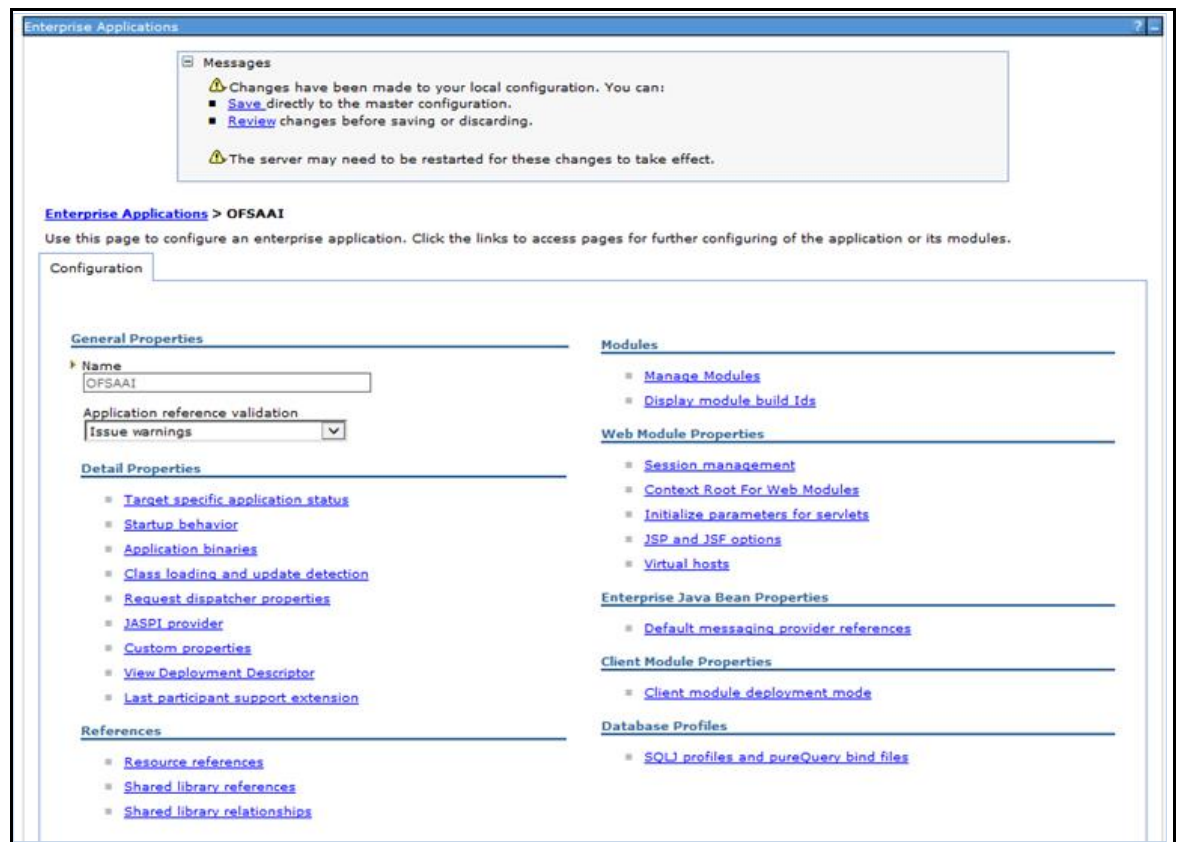 Enterprise Applications
? -
Messages
Changes have been made to your local configuration. You can:
Save directly to the master configuration.
Review changes before saving or discarding.
The server may need to be restarted for these changes to take effect.
Enterprise Applications > OFSAAI
Use this page to configure an enterprise application. Click the links to access pages for further configuring of the application or its modules.
Configuration
General Properties
Name
OFSAAI
Application reference validation
Issue warnings
Detail Properties
Target specific application status
Startup behavior
Application binaries
Class loading and update detection
Request dispatcher properties
JASPI provider
Custom properties
View Deployment Descriptor
Last participant support extension
References
Resource references
Shared library references
Shared library relationships
Modules
Manage Modules
Display module build Ids
Web Module Properties
Session management
Context Root For Web Modules
Initialize parameters for servlets
JSP and JSF options
Virtual hosts
Enterprise Java Bean Properties
Default messaging provider references
Client Module Properties
Client module deployment mode
Database Profiles
SQLJ profiles and pureQuery bind files